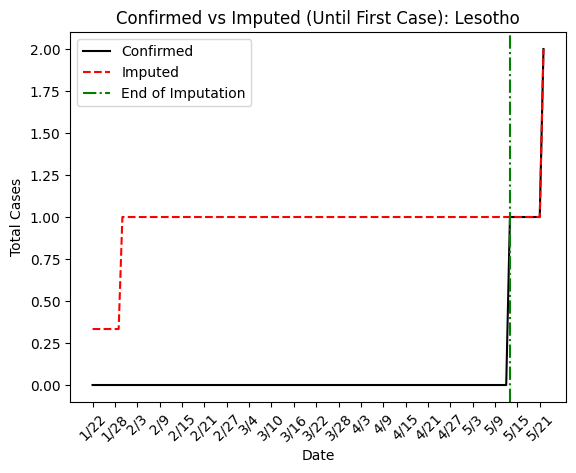 Confirmed vs Imputed (Until First Case): Lesotho
Confirmed
Imputed
End of Imputation
Total Cases
2.00
1.75
1.50
1.25
1.00
0.75
0.50
0.25
0.00
1/22 1/28 2/3 2/9 2/15 2/21 2/27 3/4 3/10 3/16 3/22 3/28 4/3 4/9 4/15 4/21 4/27 5/3 5/9 5/15 5/21
Date